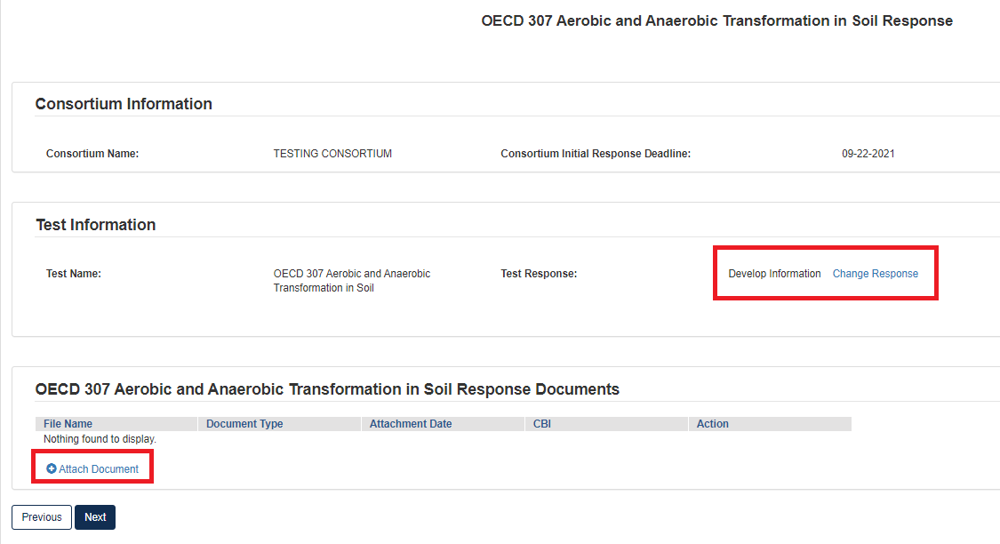 OECD 307 Aerobic and Anaerobic Transformation in Soil Response
Consortium Information
Consortium Name: TESTING CONSORTIUM Consortium Initial Response Deadline: 09-22-2021
Test Information
Test Name: OECD 307 Aerobic and Anaerobic Test Response: Develop Information Change Response
Transformation in Soil
OECD 307 Aerobic and Anaerobic Transformation in Soil Response Documents
File Name Document Type Attachment Date CBI Action
Nothing found to display.
Attach Document
Previous Next